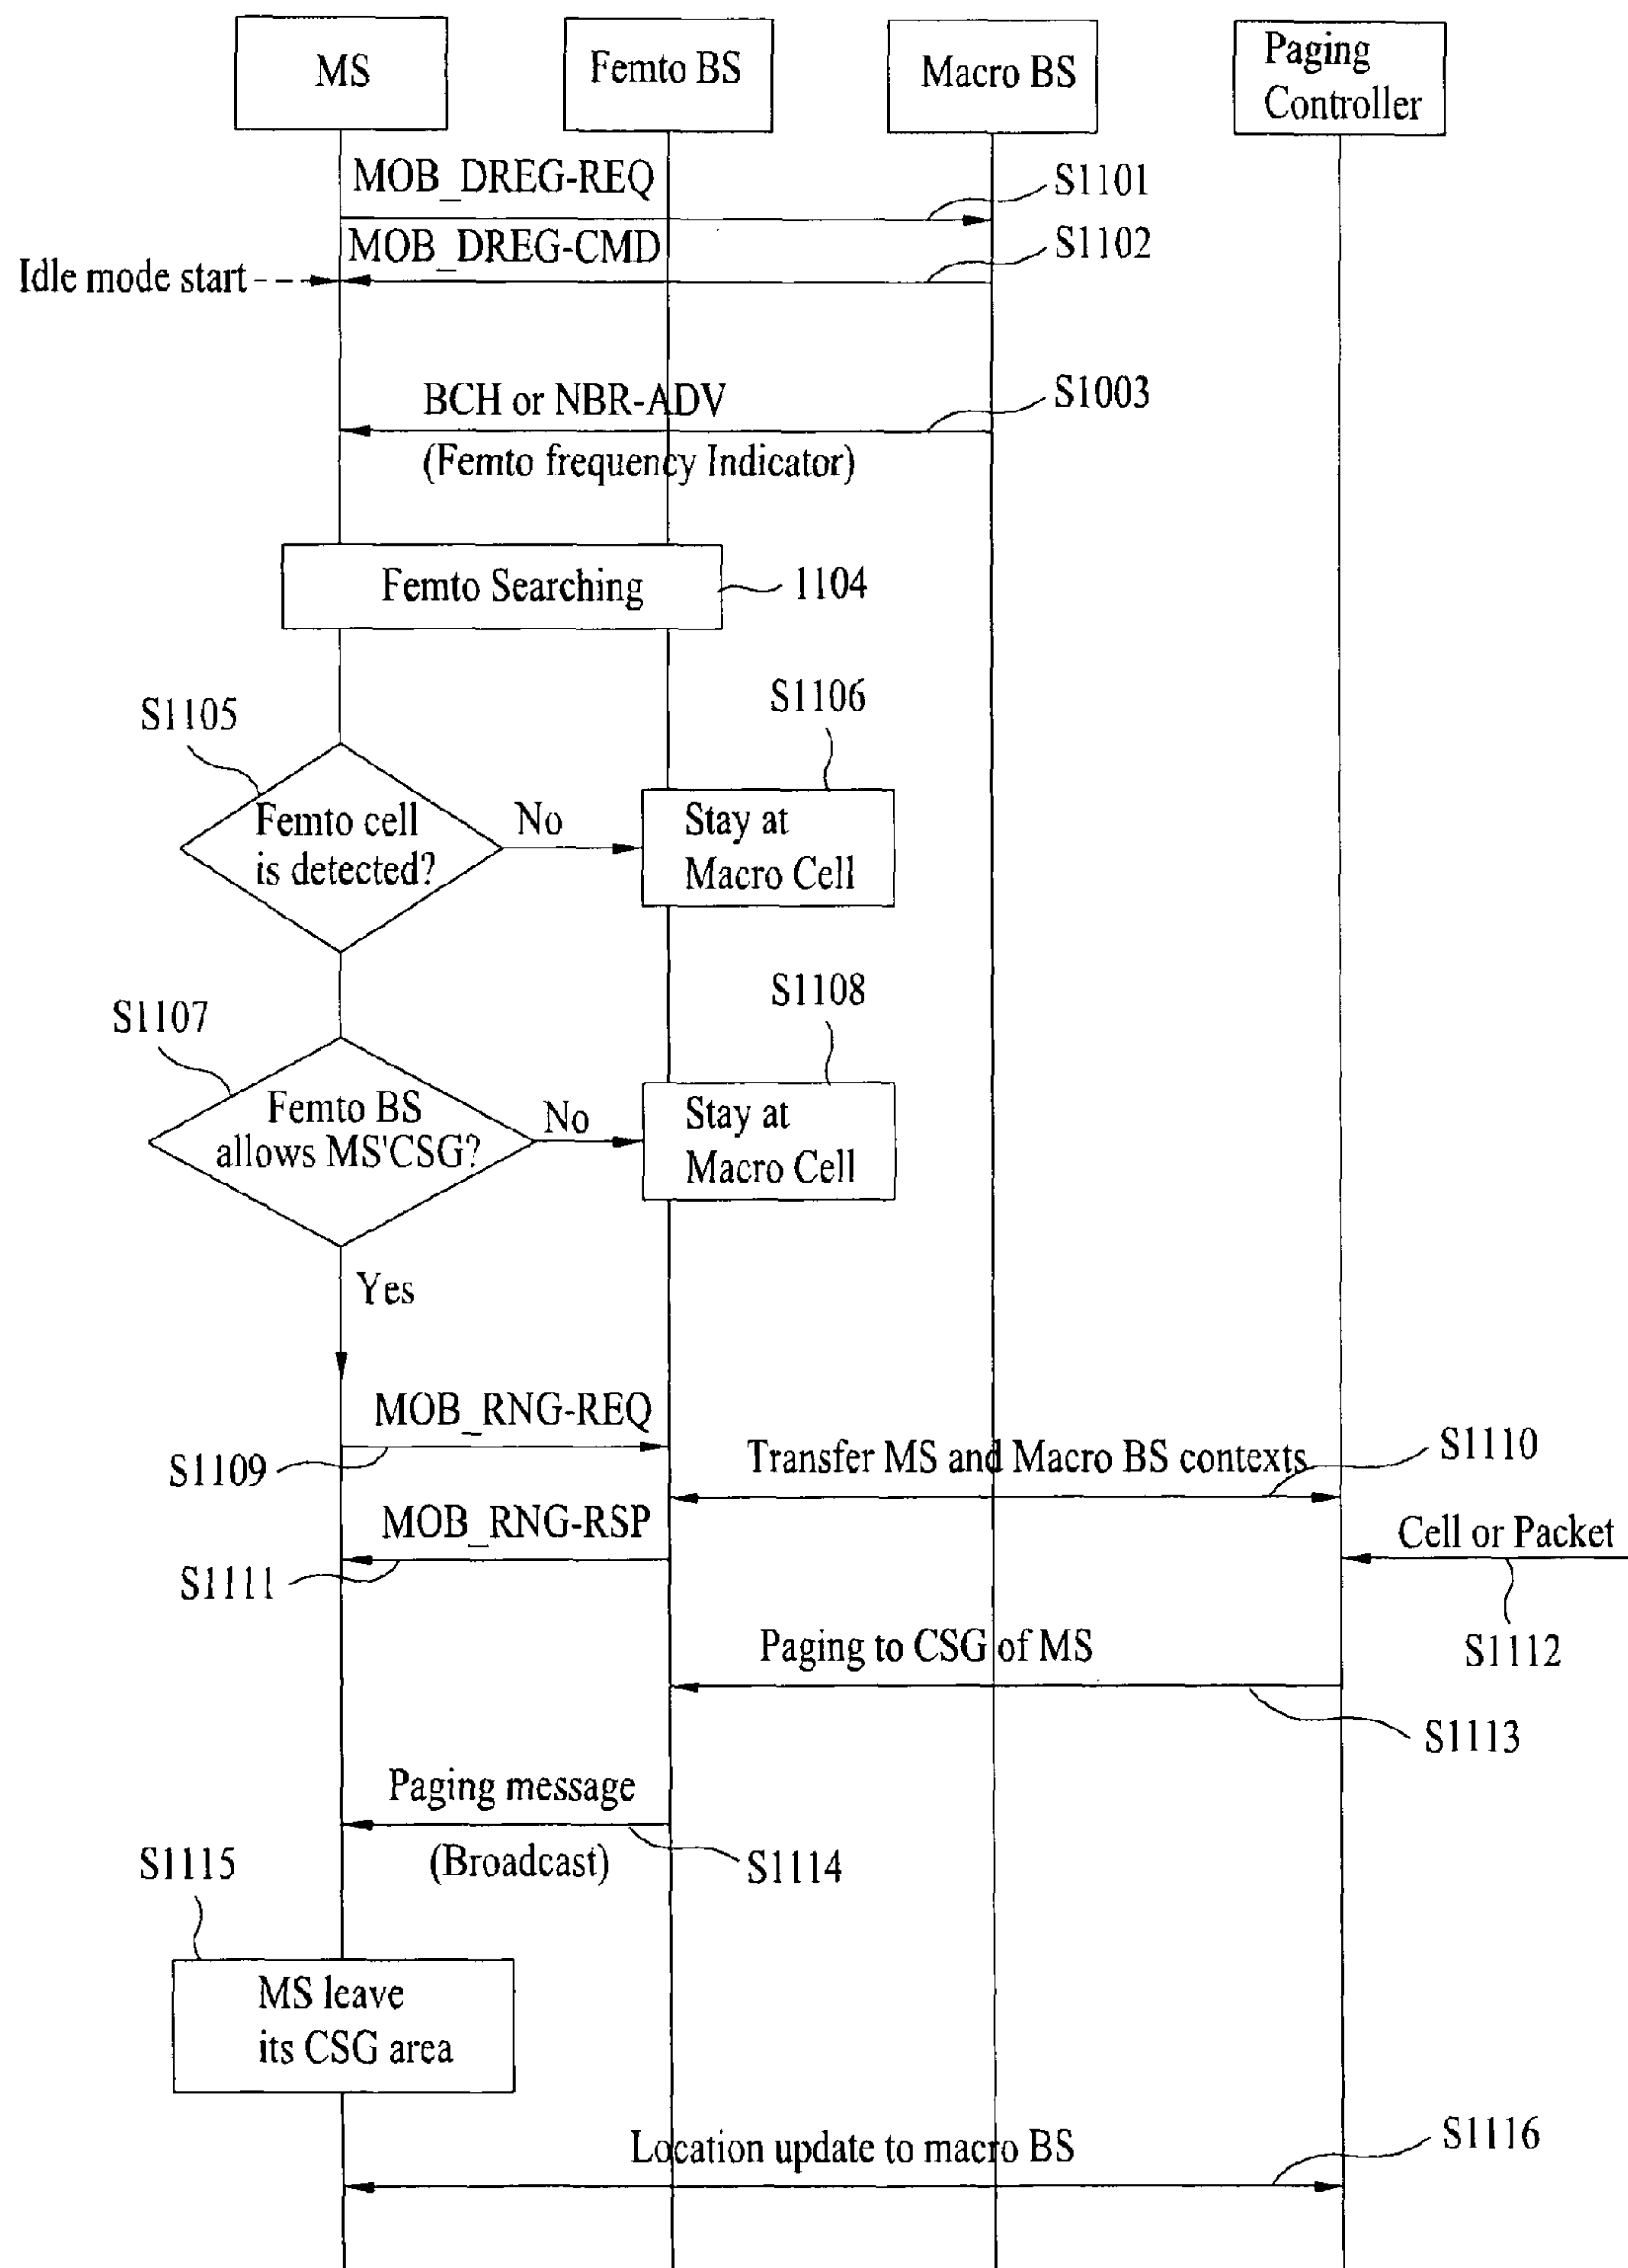 MS
Femto BS
Macro BS
Paging
Controller
MOB_DREG-REQ
S1101
MOB_DREG-CMD
S1102
Idle mode start
BCH or NBR-ADV
S1003
(Femto frequency Indicator)
Femto Searching
1104
S1105
S1106
Femto cell
is detected?
No
Stay at
Macro Cell
S1107
S1108
Femto BS
allows MS'CSG?
No
Stay at
Macro Cell
Yes
MOB_RNG-REQ
S1109
Transfer MS and Macro BS contexts
S1110
MOB_RNG-RSP
S1111
Cell or Packet
S1112
Paging to CSG of MS
S1113
Paging message
(Broadcast)
S1114
S1115
MS leave
its CSG area
Location update to macro BS
S1116